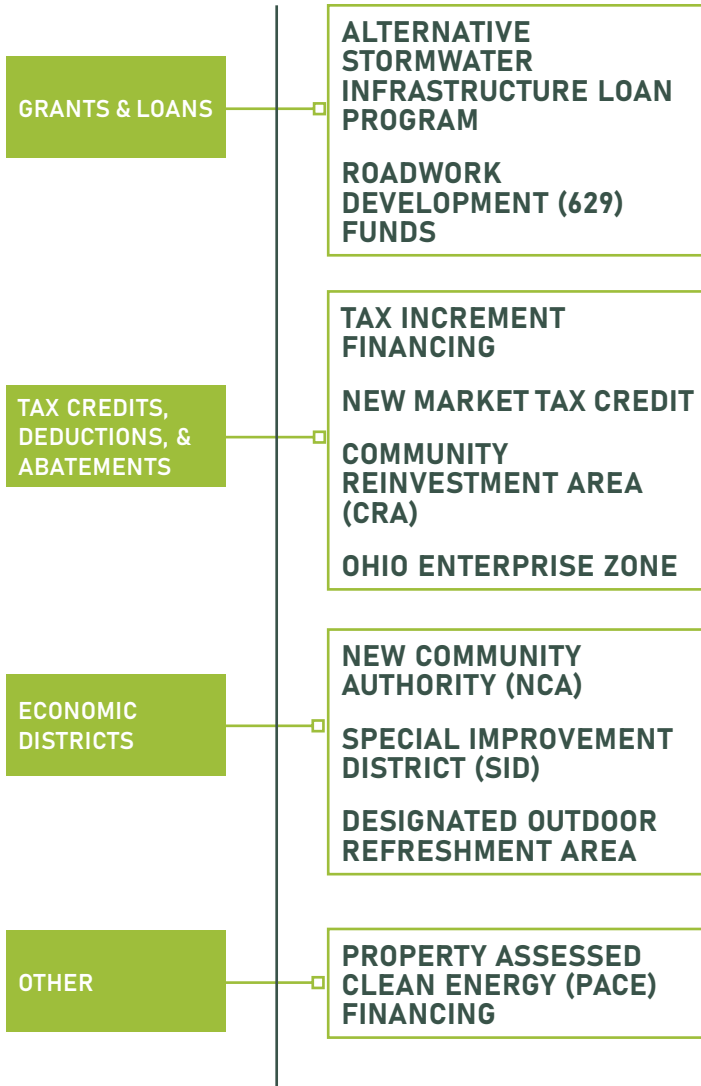 GRANTS & LOANS
ALTERNATIVE
STORMWATER
INFRASTRUCTURE LOAN
PROGRAM
ROADWORK
DEVELOPMENT (629)
FUNDS
TAX CREDITS,
DEDUCTIONS, &
ABATEMENTS
TAX INCREMENT
FINANCING
NEW MARKET TAX CREDIT
COMMUNITY
REINVESTMENT AREA
(CRA)
OHIO ENTERPRISE ZONE
ECONOMIC
DISTRICTS
NEW COMMUNITY
AUTHORITY (NCA)
SPECIAL IMPROVEMENT
DISTRICT (SID)
DESIGNATED OUTDOOR
REFRESHMENT AREA
OTHER
PROPERTY ASSESSED
CLEAN ENERGY (PACE)
FINANCING